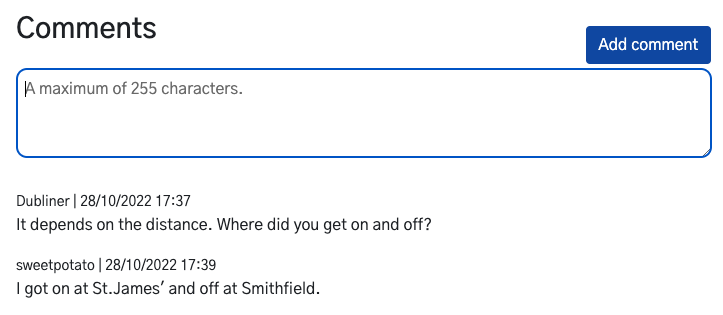 Comments
Add comment
A maximum of 255 characters.
Dubliner | 28/10/2022 17:37
It depends on the distance. Where did you get on and off?
sweetpotato | 28/10/2022 17:39
I got on at St.James’ and off at Smithfield.